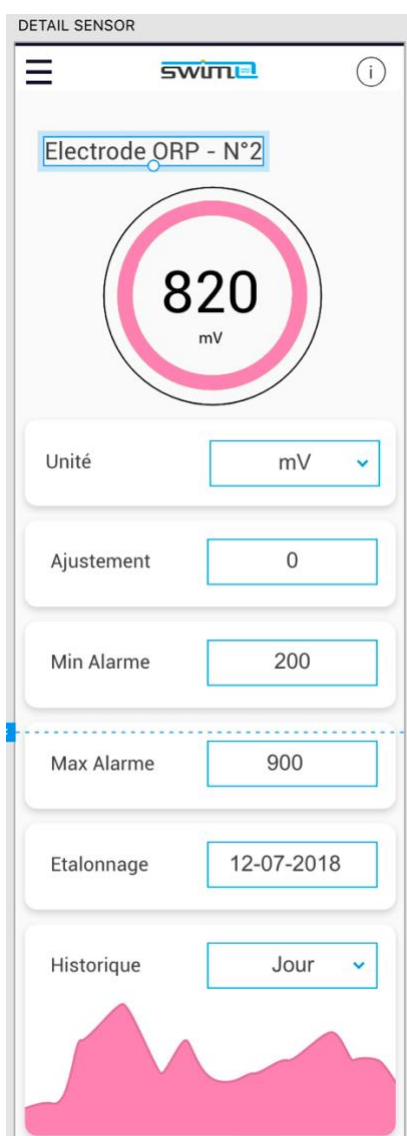 DETAIL SENSOR
swim
Electrode ORP - N°2
820
mV
Unité mV
Ajustement 0
Min Alarme 200
Max Alarme 900
Etalonnage 12-07-2018
Historique Jour